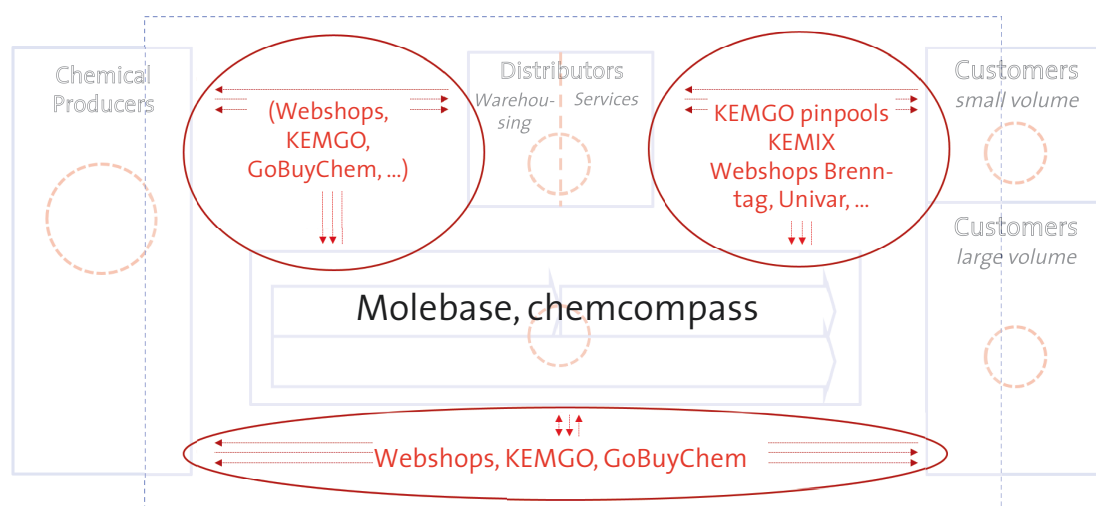 Chemical
Producers
(Webshops,
KEMGO,
GoBuyChem, ...)
Distributors
Warehou-
sing
Services
KEMGO pinpools
KEMIX
Webshops Brenn-
tag, Univar, ...
Customers
small volume
Customers
large volume
Molebase, chemcompass
Webshops, KEMGO, GoBuyChem